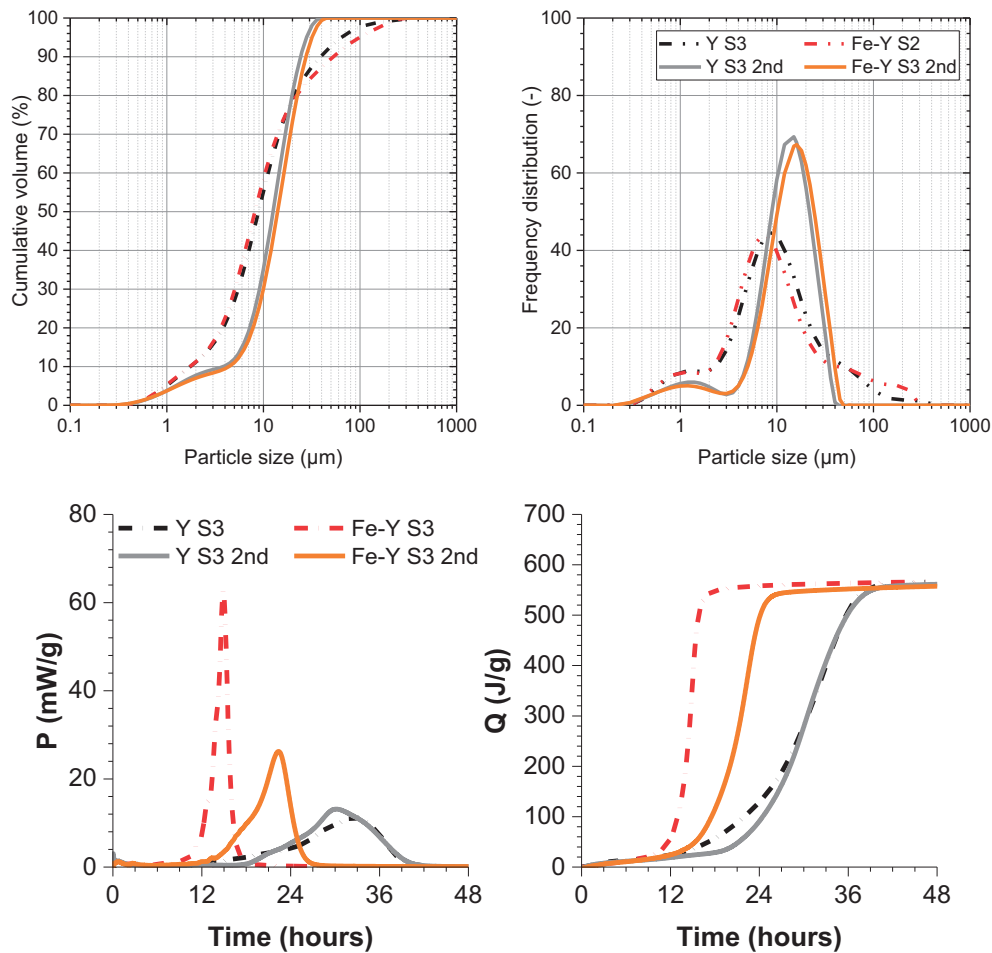 Cumulative volume (%)
100
90
80
70
60
50
40
30
20
10
0
0.1 1 10 100 1000
Particle size (µm)
Frequency distribution (-)
Y S3 Fe-Y S2
Y S3 2nd Fe-Y S3 2nd
100
80
60
40
20
0
0.1 1 10 100 1000
Particle size (µm)
P (mW/g)
Y S3 Fe-Y S3
Y S3 2nd Fe-Y S3 2nd
80
60
40
20
0
0 12 24 36 48
Time (hours)
Q (J/g)
700
600
500
400
300
200
100
0
0 12 24 36 48
Time (hours)